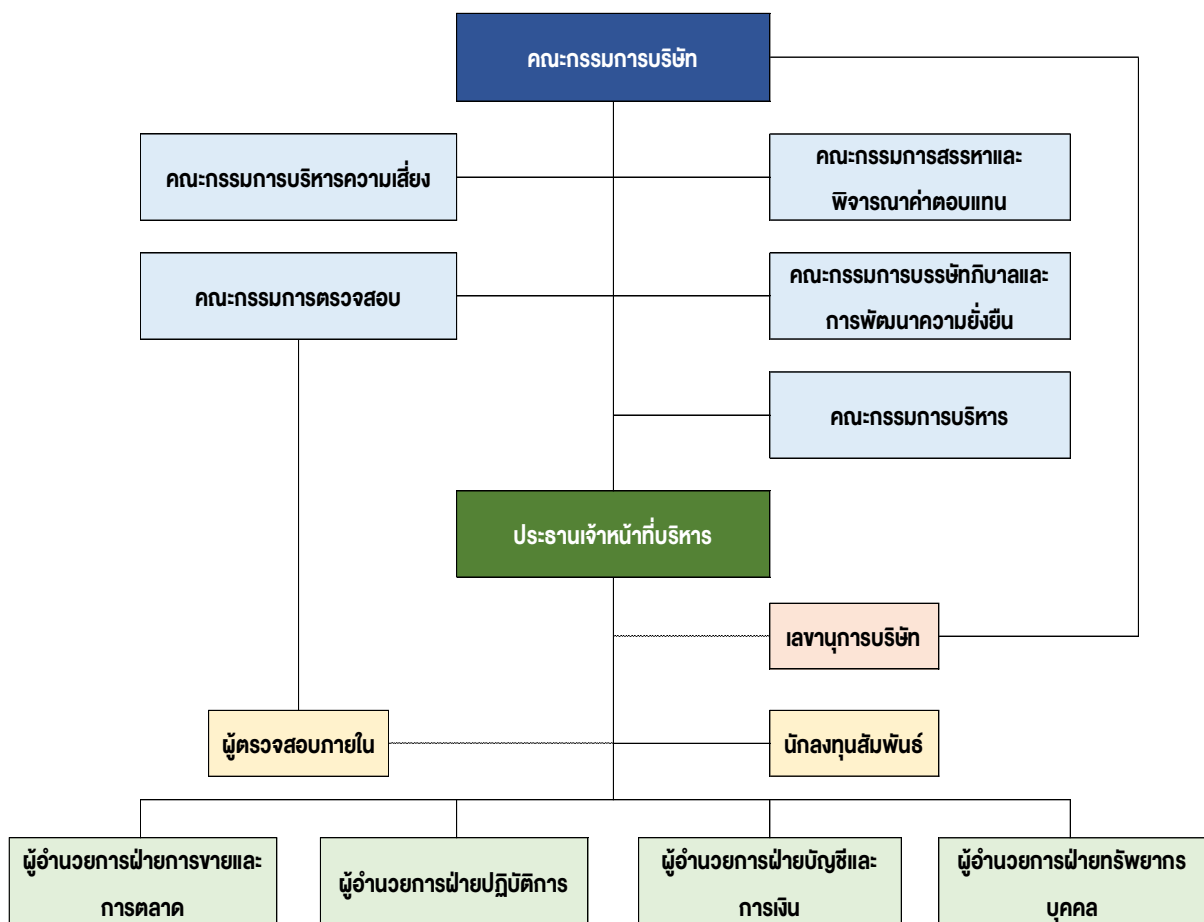 คณะกรรมการบริษัท
คณะกรรมการบริหารความเสี่ยง
คณะกรรมการสรรหาและ
พิจารณาค่าตอบแทน
คณะกรรมการตรวจสอบ
คณะกรรมการบรรษัทภิบาลและ
การพัฒนาความยั่งยืน
คณะกรรมการบริหาร
ประธานเจ้าหน้าที่บริหาร
เลขานุการบริษัท
ผู้ตรวจสอบภายใน
นักลงทุนสัมพันธ์
ผู้อำนวยการฝ่ายการขายและ
การตลาด
ผู้อำนวยการฝ่ายปฏิบัติการ
ผู้อำนวยการฝ่ายบัญชีและ
การเงิน
ผู้อำนวยการฝ่ายทรัพยากร
บุคคล